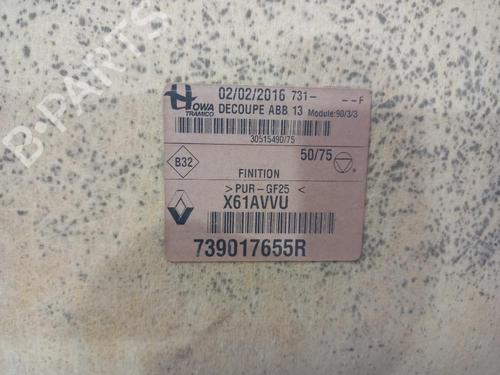 B-PARTS
02/02/2016 731- --F
HOWA
TRAMICO
DECOUPE ABB 13 Module:90/3/3
30515490/75
B32
50/75
FINITION
>PUR-GF25 <
X61AVVU
739017655R